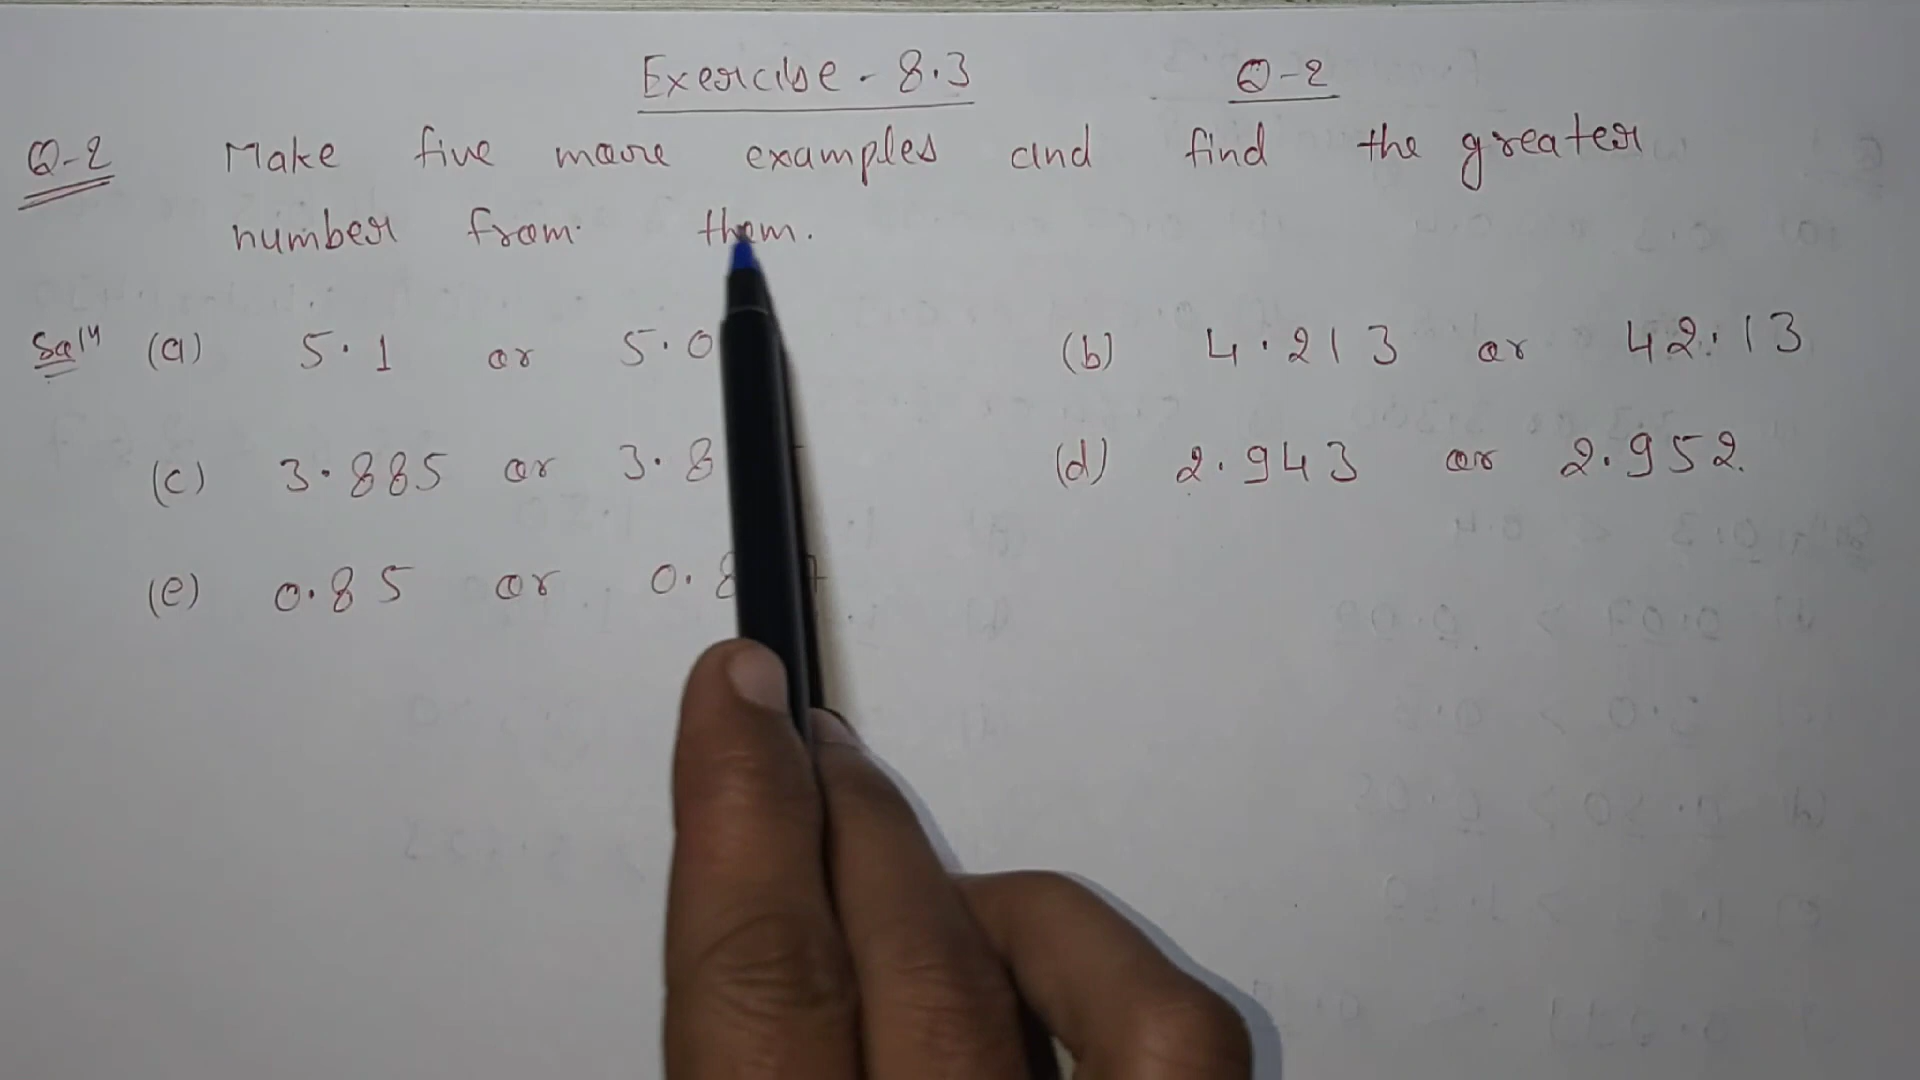 Exercise - 8.3 Q-2
Q-2 Make five more examples and find the greater
number from them.
Solⁿ (a) 5.1 or 5.0 (b) 4.213 or 42.13
(c) 3.885 or 3.8 (d) 2.943 or 2.952.
(e) 0.85 or 0.8